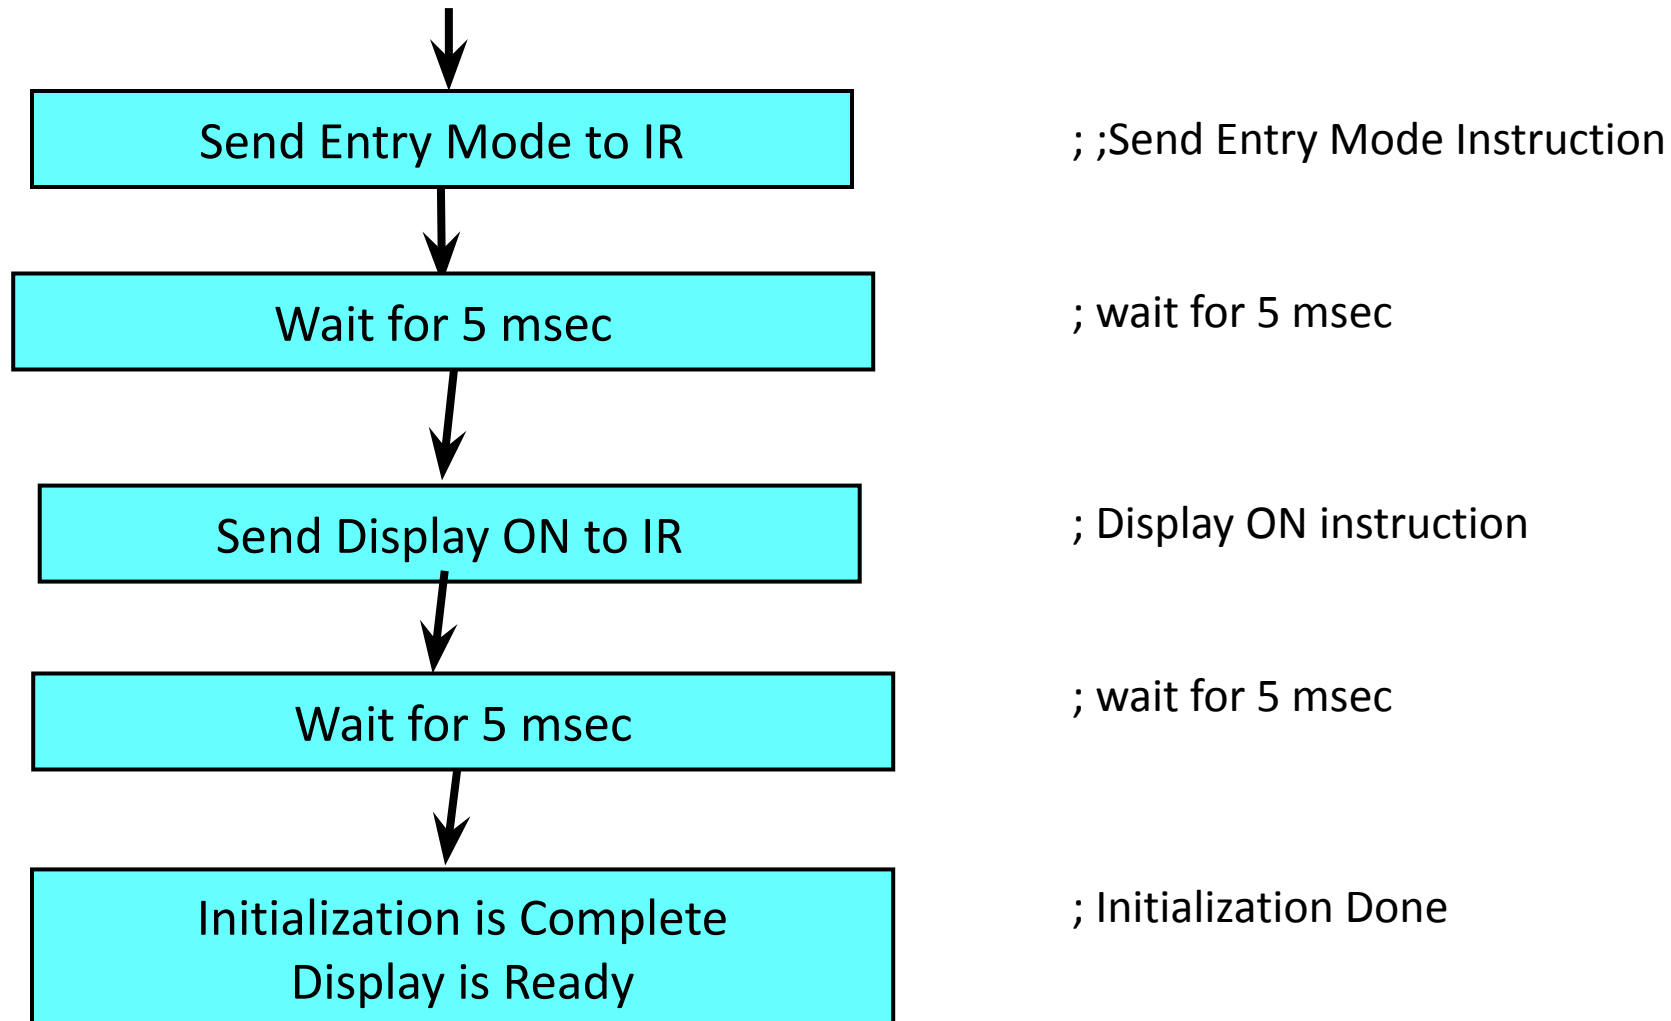 Send Entry Mode to IR
; ;Send Entry Mode Instruction
Wait for 5 msec
; wait for 5 msec
Send Display ON to IR
; Display ON instruction
Wait for 5 msec
; wait for 5 msec
Initialization is Complete
Display is Ready
; Initialization Done